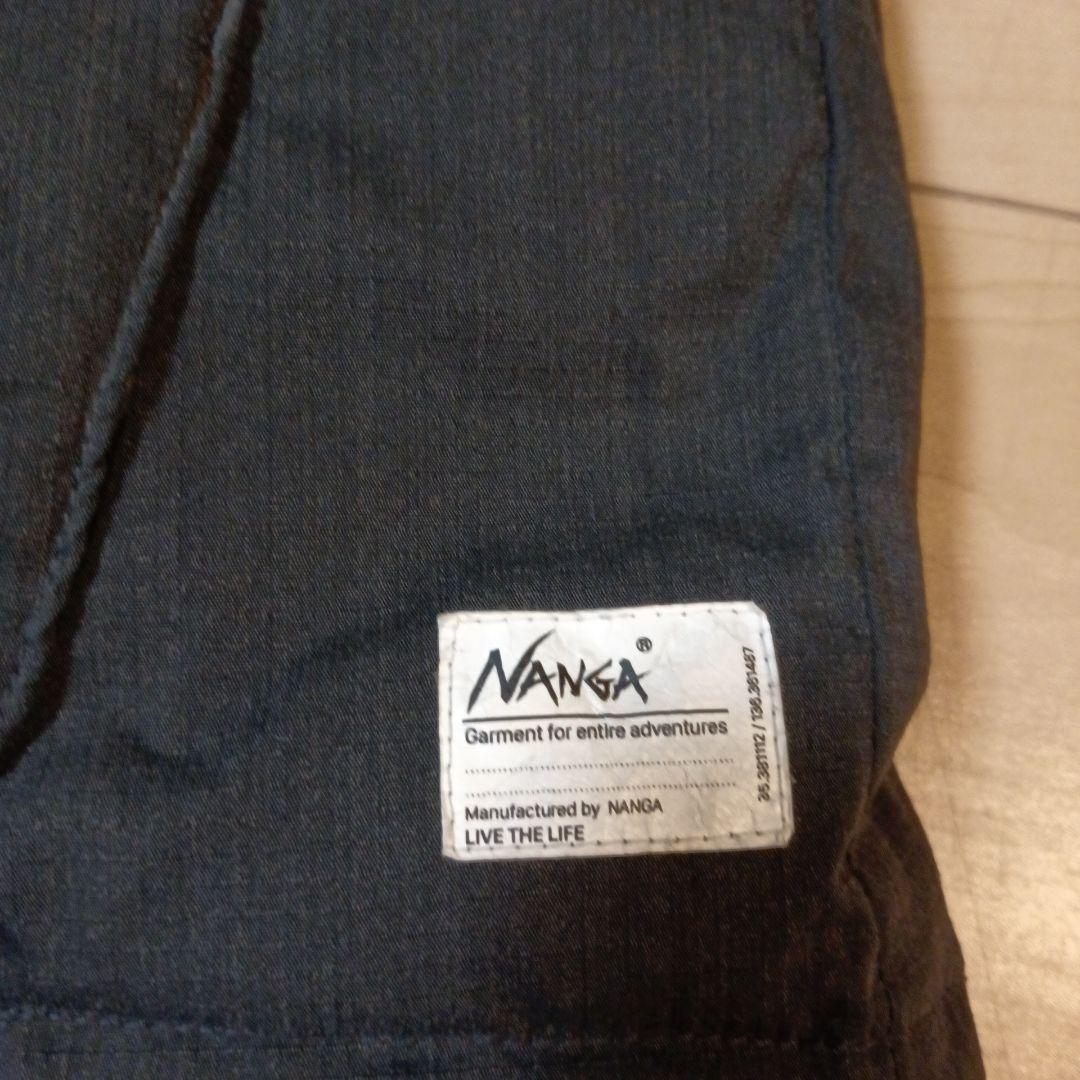 NANGA®
Garment for entire adventures
Manufactured by NANGA
LIVE THE LIFE
35.381112 / 136.361487